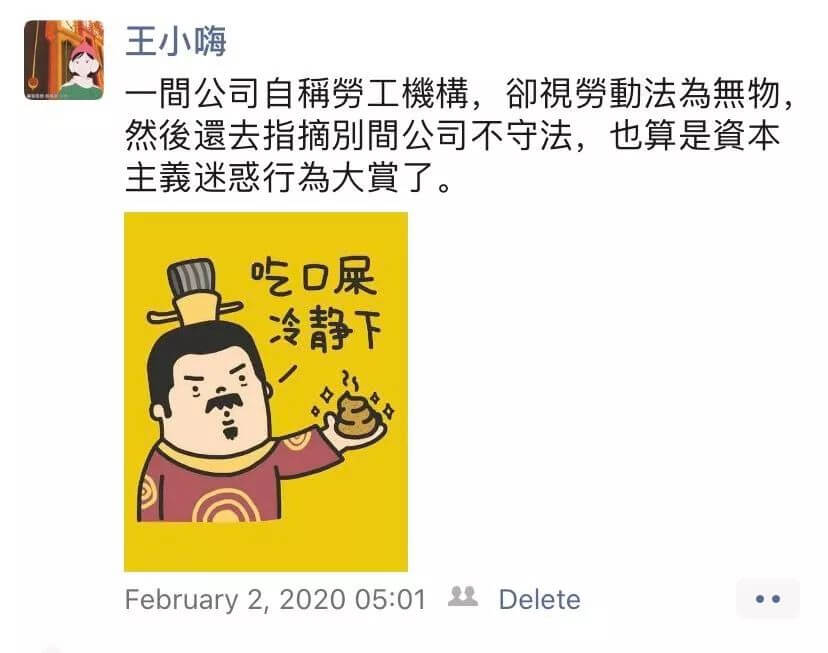 王小嗨
一間公司自稱勞工機構，卻視勞動法為無物，
然後還去指摘別間公司不守法，也算是資本
主義迷惑行為大賞了。
吃口屎
冷静下
February 2, 2020 05:01 Delete